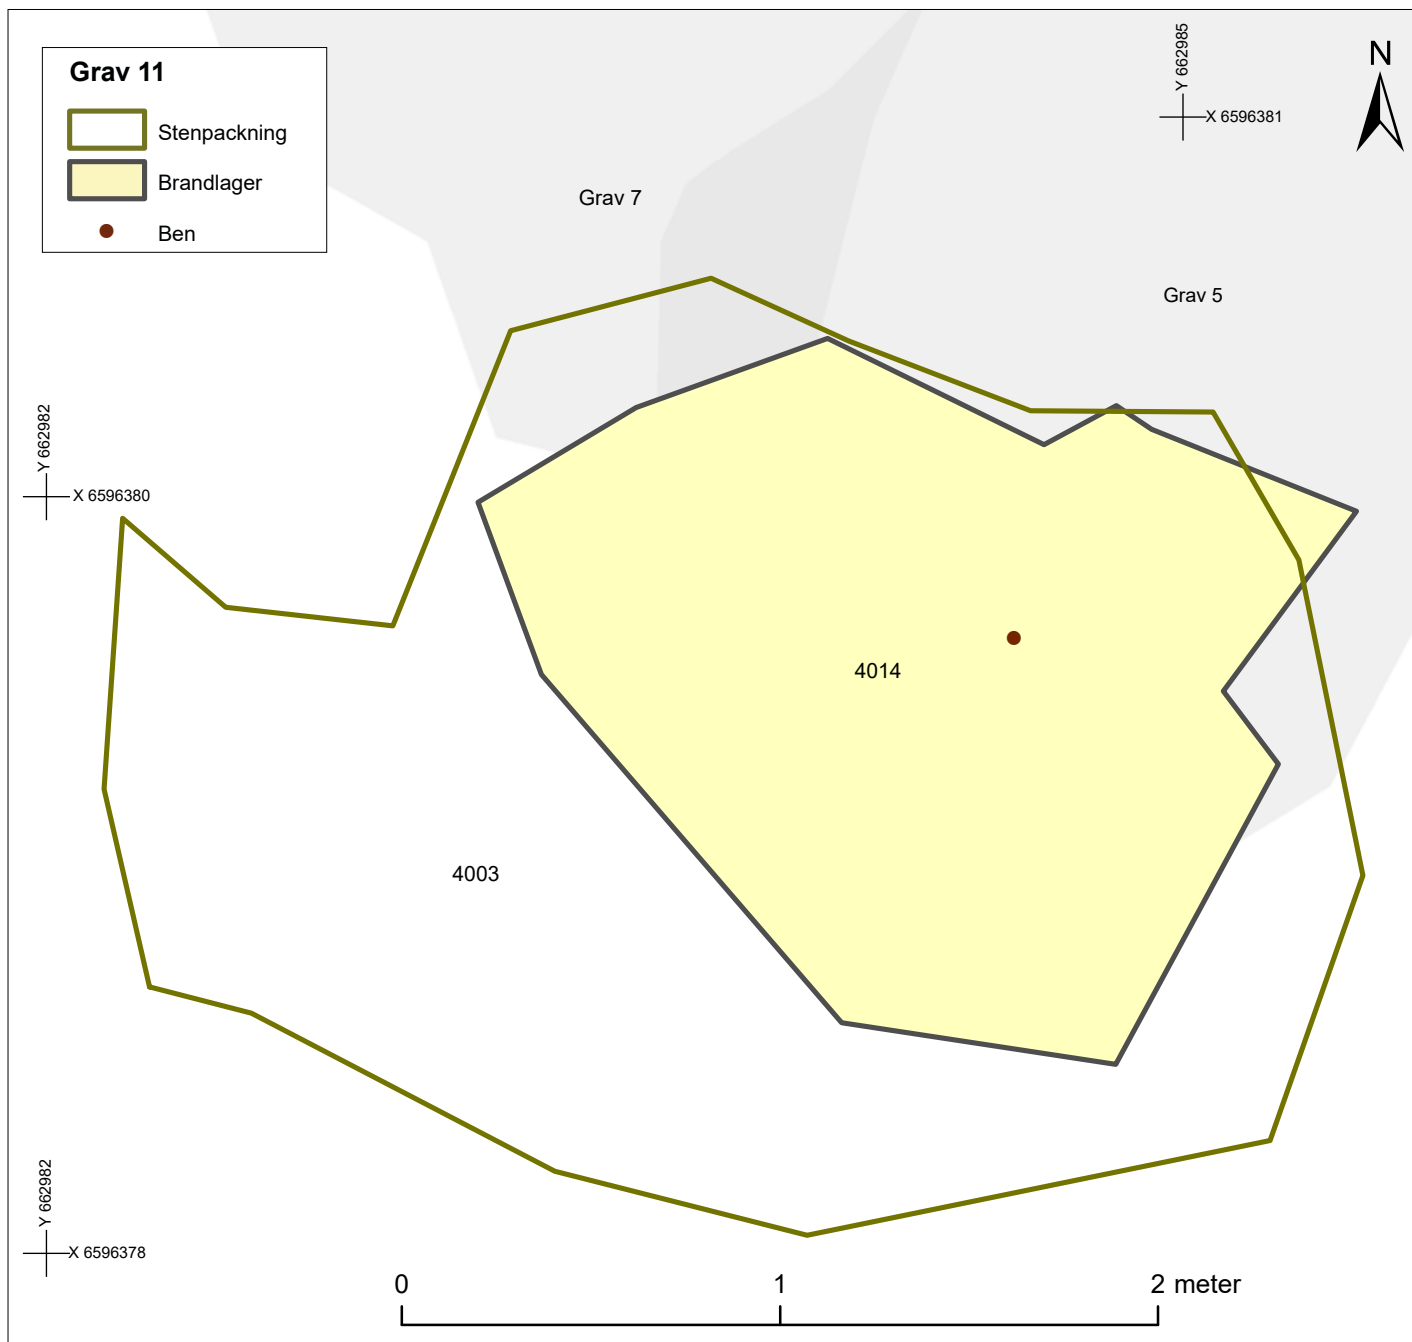 Grav 11
Stenpackning
Brandlager
Ben
Y 662985
X 6596381
N
Grav 7
Grav 5
Y 662982
X 6596380
4014
4003
Y 662982
X 6596378
0 1 2 meter